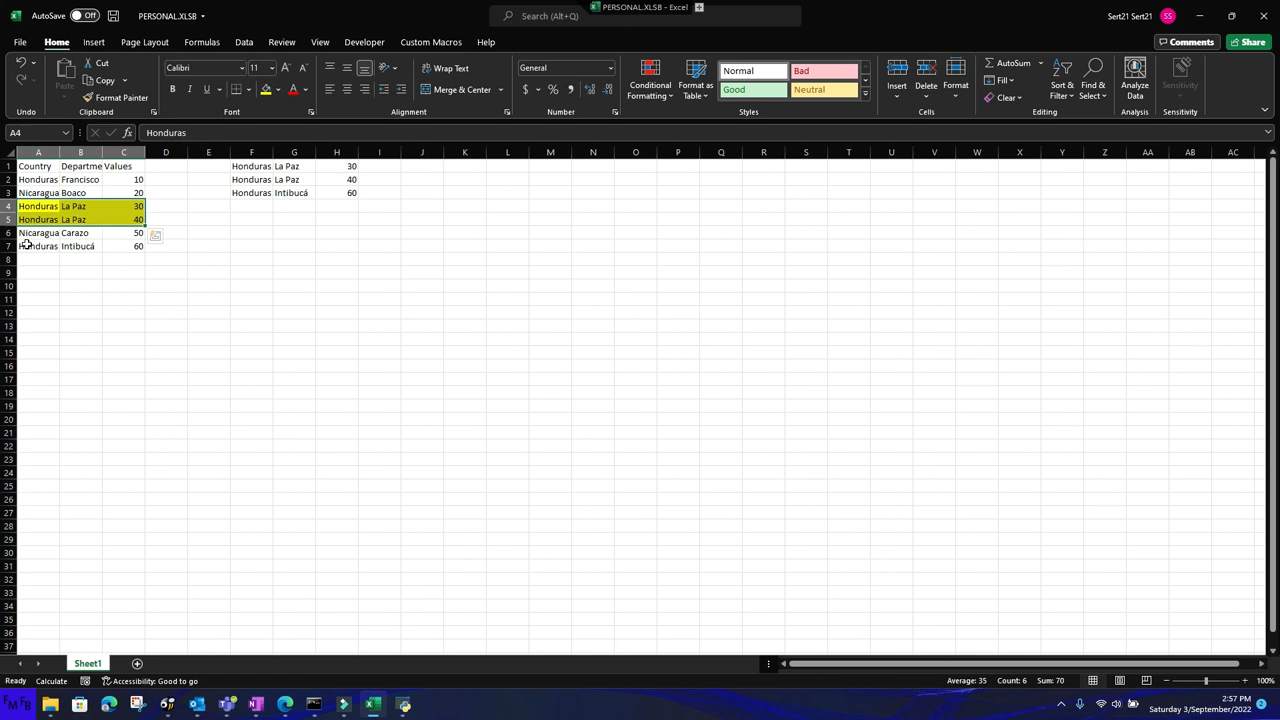 AutoSave Off PERSONAL.XLSB Search (Alt+Q) PERSONAL.XLSB - Excel Sert21 Sert21 SS
File Home Insert Page Layout Formulas Data Review View Developer Custom Macros Help Comments Share
Cut
Copy
Format Painter
Paste
Calibri 11
B I U
Wrap Text
Merge & Center
General
$ % ,
Conditional Formatting
Format as Table
Normal Bad
Good Neutral
Insert Delete Format
AutoSum
Fill
Clear
Sort & Filter
Find & Select
Analyze Data
Sensitivity
Undo Clipboard Font Alignment Number Styles Cells Editing Analysis Sensitivity
A4 fx Honduras
A B C D E F G H I J K L M N O P Q R S T U V W X Y Z AA AB AC
1 Country Departme Values Honduras La Paz 30
2 Honduras Francisco 10 Honduras La Paz 40
3 Nicaragua Boaco 20 Honduras Intibucá 60
4 Honduras La Paz 30
5 Honduras La Paz 40
6 Nicaragua Carazo 50
7 Honduras Intibucá 60
8
9
10
11
12
13
14
15
16
17
18
19
20
21
22
23
24
25
26
27
28
29
30
31
32
33
34
35
36
37
Sheet1
Ready Calculate Accessibility: Good to go Average: 35 Count: 6 Sum: 70 100%
2:57 PM
Saturday 3/September/2022